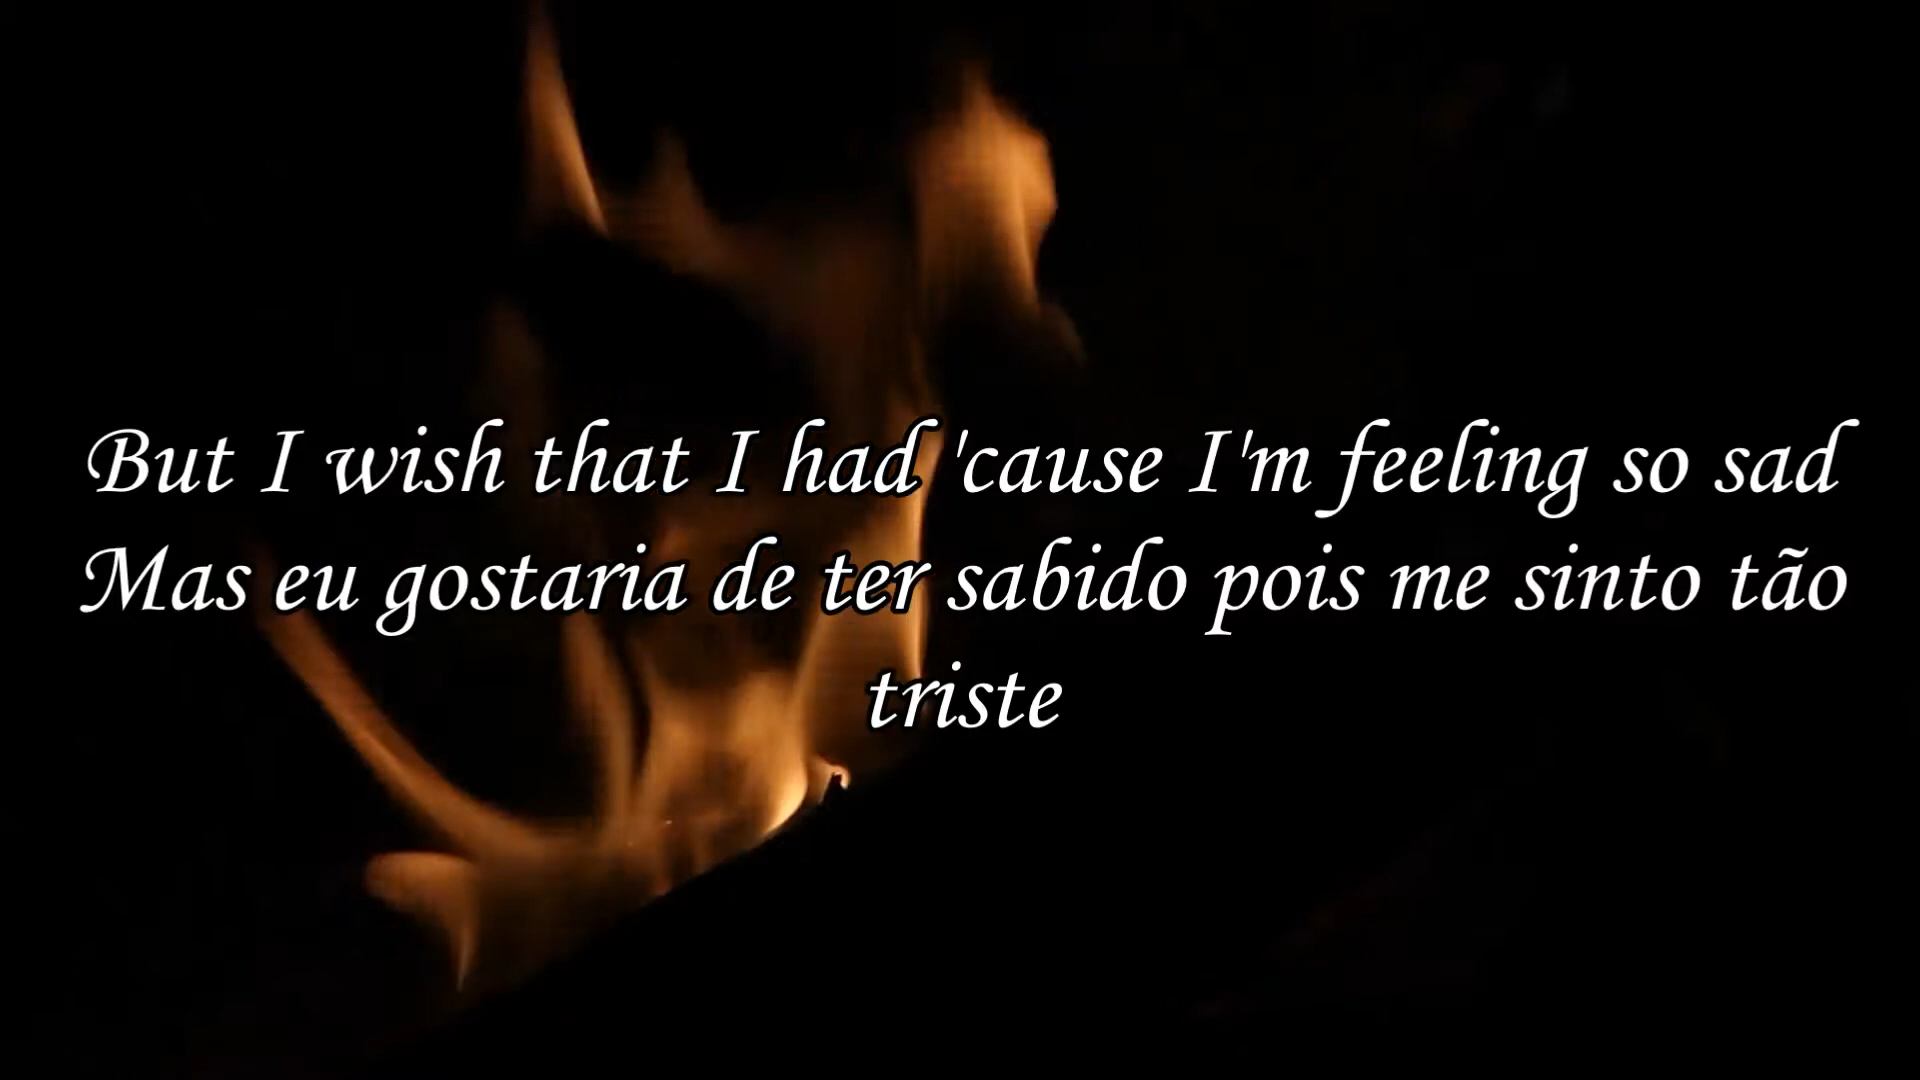 But I wish that I had 'cause I'm feeling so sad
Mas eu gostaria de ter sabido pois me sinto tão
triste